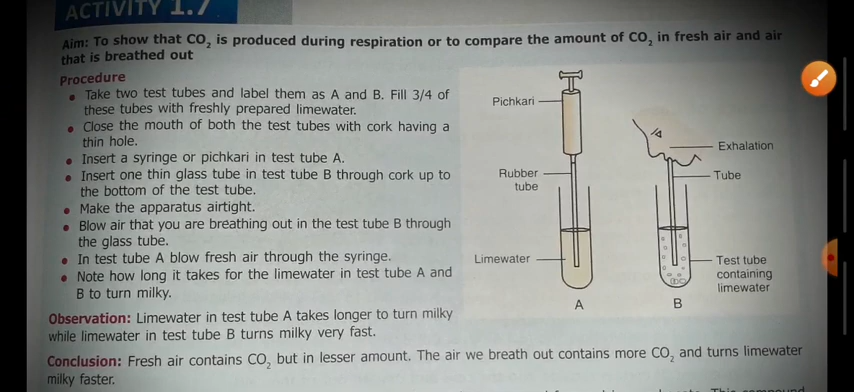 ACTIVITY 1.7
Aim: To show that CO₂ is produced during respiration or to compare the amount of CO₂ in fresh air and air
that is breathed out
Procedure
• Take two test tubes and label them as A and B. Fill 3/4 of
these tubes with freshly prepared limewater.
• Close the mouth of both the test tubes with cork having a
thin hole.
• Insert a syringe or pichkari in test tube A.
• Insert one thin glass tube in test tube B through cork up to
the bottom of the test tube.
• Make the apparatus airtight.
• Blow air that you are breathing out in the test tube B through
the glass tube.
• In test tube A blow fresh air through the syringe.
• Note how long it takes for the limewater in test tube A and
B to turn milky.
Observation: Limewater in test tube A takes longer to turn milky
while limewater in test tube B turns milky very fast.
Pichkari
Rubber
tube
Limewater
A
Exhalation
Tube
Test tube
containing
limewater
B
Conclusion: Fresh air contains CO₂ but in lesser amount. The air we breath out contains more CO₂ and turns limewater
milky faster.
This compound